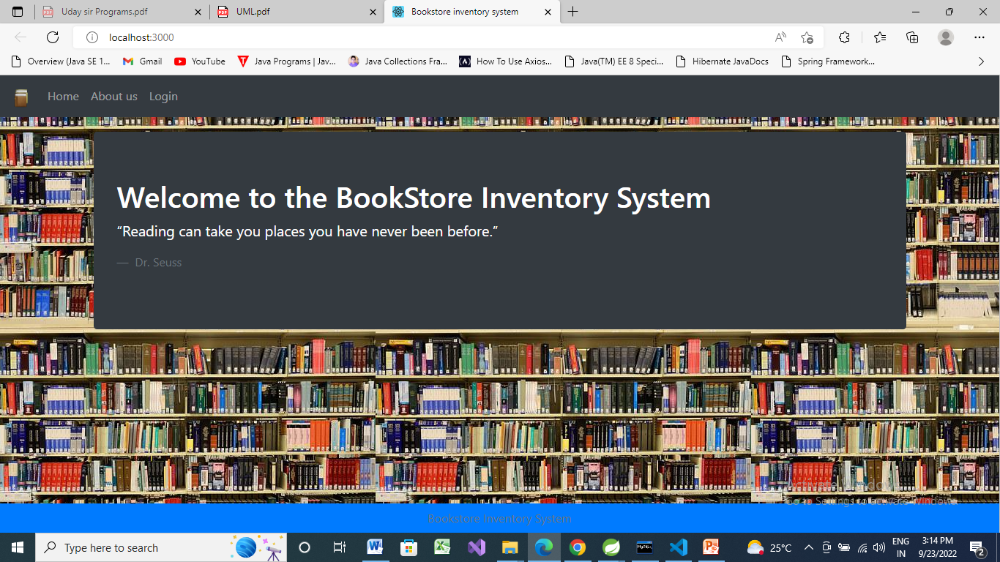 Uday sir Programs.pdf
UML.pdf
Bookstore inventory system
localhost:3000
Overview (Java SE 1...
Gmail
YouTube
Java Programs | Jav...
Java Collections Fra...
How To Use Axios...
Java(TM) EE 8 Speci...
Hibernate JavaDocs
Spring Framework...
Home About us Login
Welcome to the BookStore Inventory System
“Reading can take you places you have never been before.”
— Dr. Seuss
Activate Windows
Go to Settings to activate Windows.
Bookstore Inventory System
Type here to search
25°C
ENG
IN
3:14 PM
9/23/2022
2